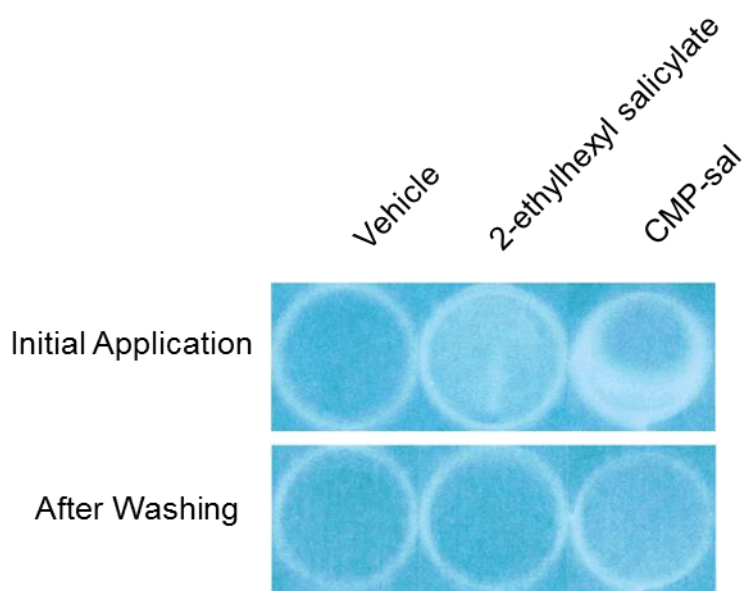 Vehicle
2-ethylhexyl salicylate
CMP-sal
Initial Application
After Washing